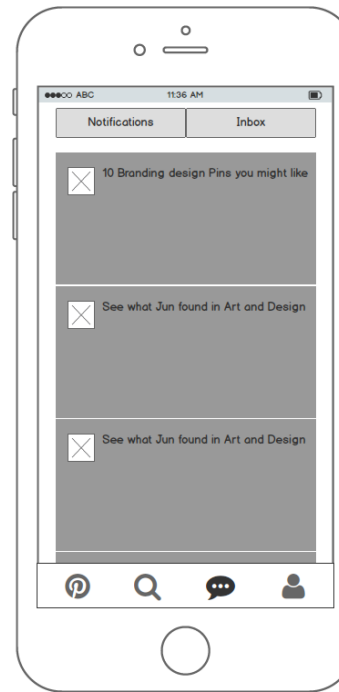 ABC 11:36 AM
Notifications Inbox
10 Branding design Pins you might like
See what Jun found in Art and Design
See what Jun found in Art and Design